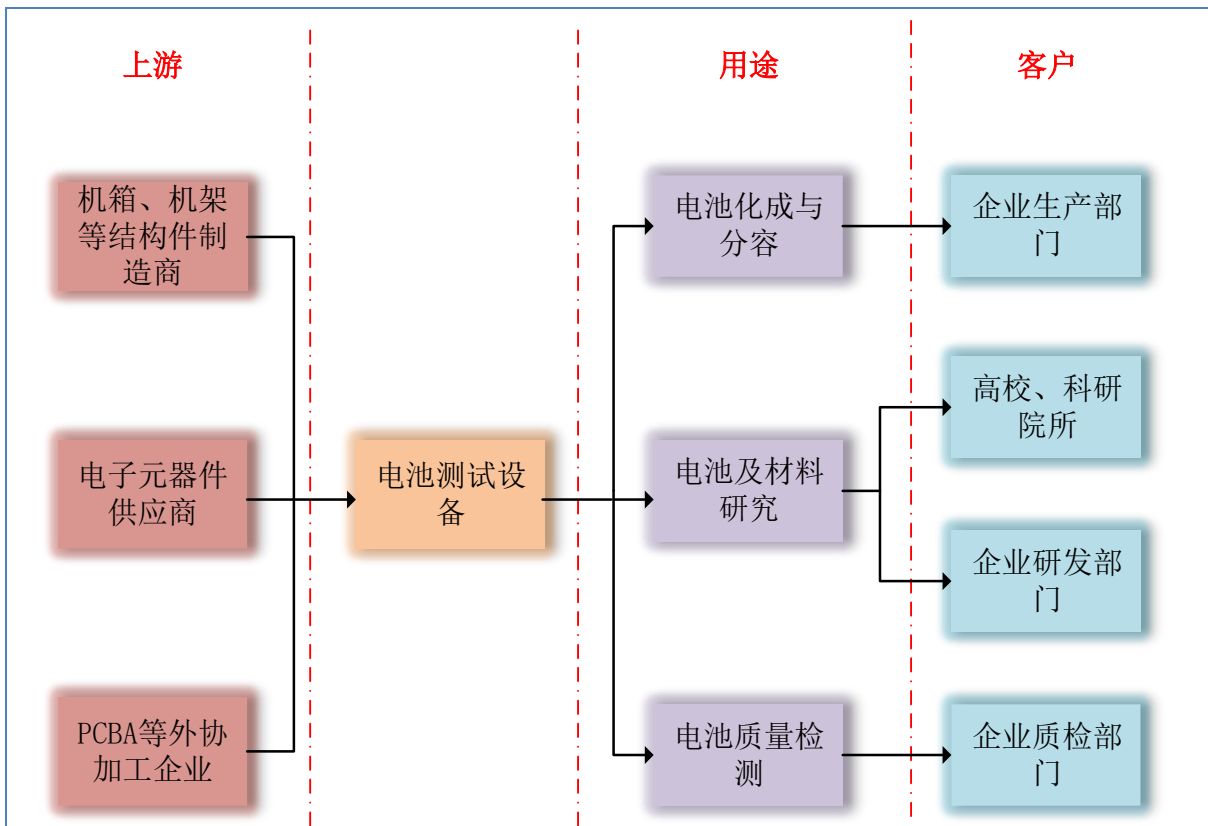 上游
用途
客户
机箱、机架
等结构件制
造商
电池化成与
分容
企业生产部
门
高校、科研
院所
电子元器件
供应商
电池测试设
备
电池及材料
研究
企业研发部
门
PCBA等外协
加工企业
电池质量检
测
企业质检部
门